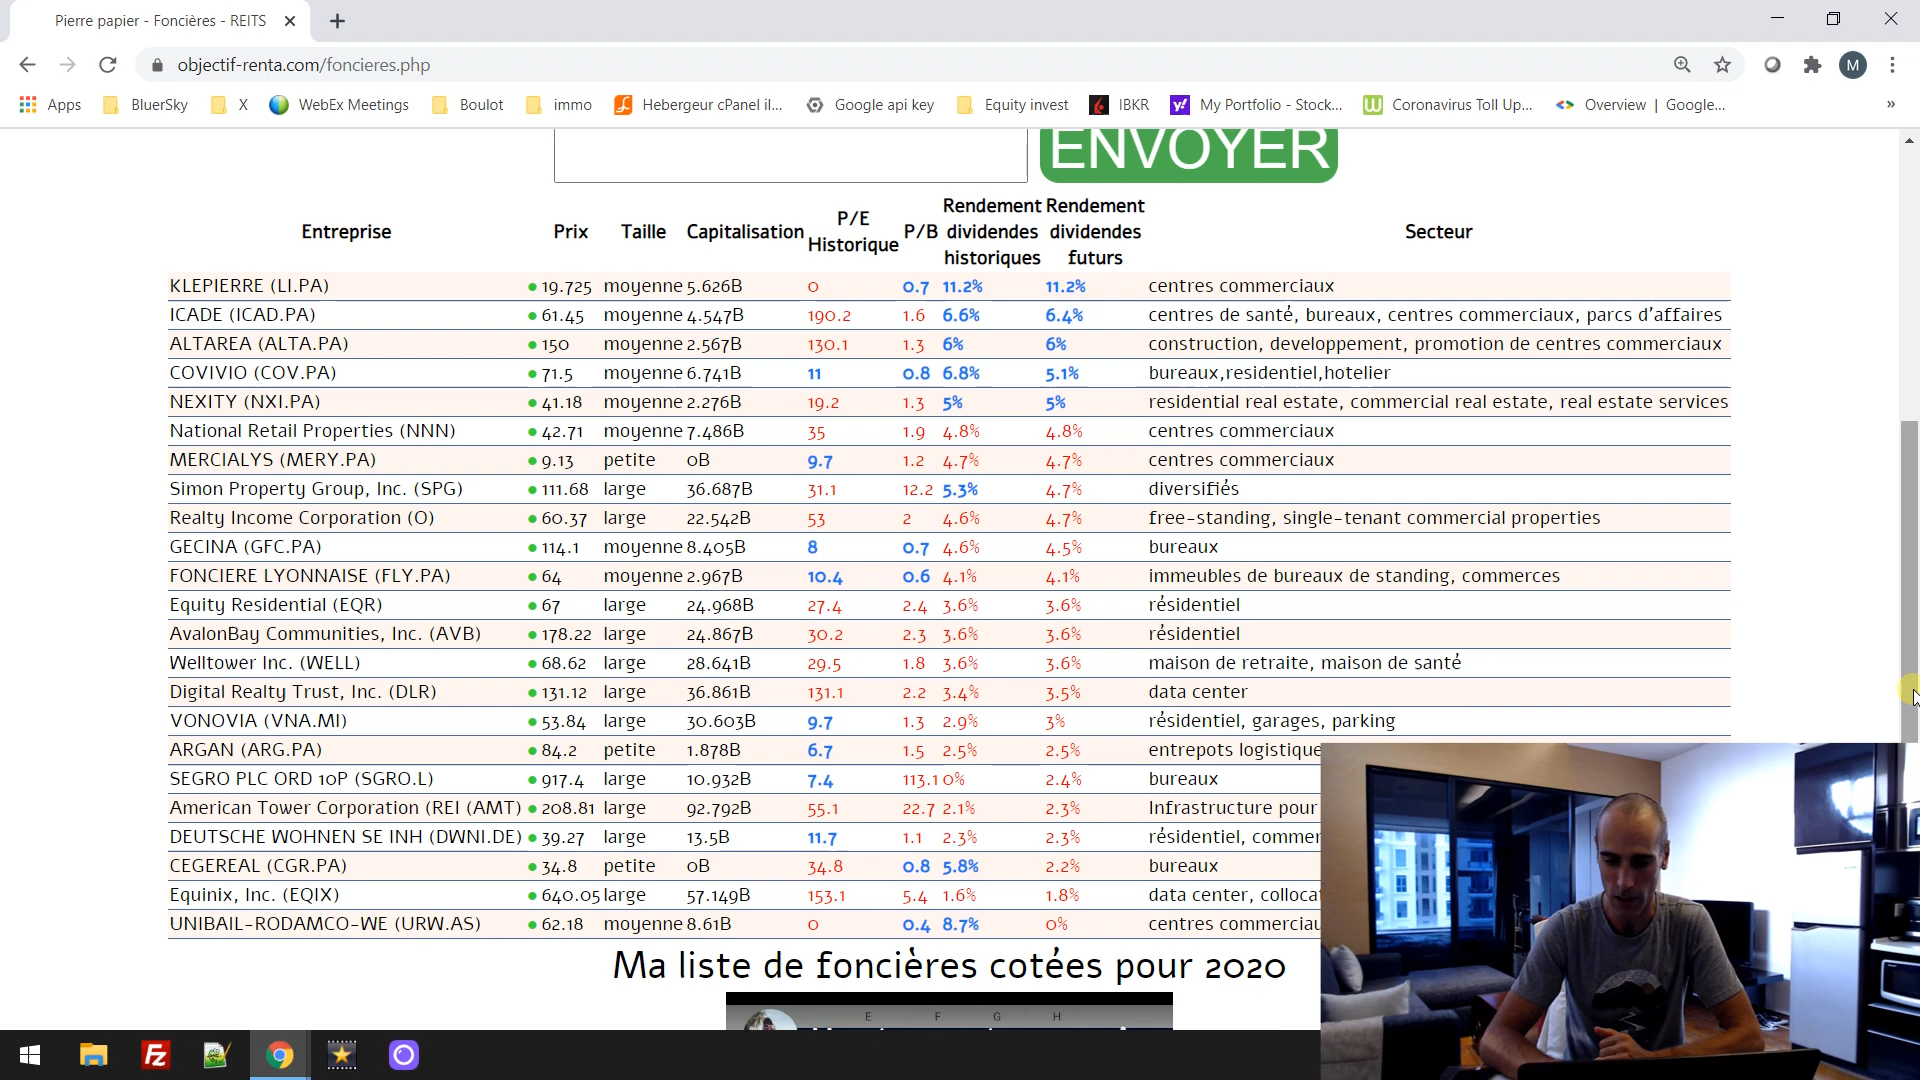 Pierre papier - Foncières - REITS
objectif-renta.com/foncieres.php
M
Apps BluerSky X WebEx Meetings Boulot immo Hebergeur cPanel il... Google api key Equity invest IBKR My Portfolio - Stock... Coronavirus Toll Up... Overview | Google... »
ENVOYER
Entreprise Prix Taille Capitalisation P/E Historique P/B Rendement dividendes historiques Rendement dividendes futurs Secteur
KLEPIERRE (LI.PA) 19.725 moyenne 5.626B 0 0.7 11.2% 11.2% centres commerciaux
ICADE (ICAD.PA) 61.45 moyenne 4.547B 190.2 1.6 6.6% 6.4% centres de santé, bureaux, centres commerciaux, parcs d'affaires
ALTAREA (ALTA.PA) 150 moyenne 2.567B 130.1 1.3 6% 6% construction, developpement, promotion de centres commerciaux
COVIVIO (COV.PA) 71.5 moyenne 6.741B 11 0.8 6.8% 5.1% bureaux,residentiel,hotelier
NEXITY (NXI.PA) 41.18 moyenne 2.276B 19.2 1.3 5% 5% residential real estate, commercial real estate, real estate services
National Retail Properties (NNN) 42.71 moyenne 7.486B 35 1.9 4.8% 4.8% centres commerciaux
MERCIALYS (MERY.PA) 9.13 petite 0B 9.7 1.2 4.7% 4.7% centres commerciaux
Simon Property Group, Inc. (SPG) 111.68 large 36.687B 31.1 12.2 5.3% 4.7% diversifiés
Realty Income Corporation (O) 60.37 large 22.542B 53 2 4.6% 4.7% free-standing, single-tenant commercial properties
GECINA (GFC.PA) 114.1 moyenne 8.405B 8 0.7 4.6% 4.5% bureaux
FONCIERE LYONNAISE (FLY.PA) 64 moyenne 2.967B 10.4 0.6 4.1% 4.1% immeubles de bureaux de standing, commerces
Equity Residential (EQR) 67 large 24.968B 27.4 2.4 3.6% 3.6% résidentiel
AvalonBay Communities, Inc. (AVB) 178.22 large 24.867B 30.2 2.3 3.6% 3.6% résidentiel
Welltower Inc. (WELL) 68.62 large 28.641B 29.5 1.8 3.6% 3.6% maison de retraite, maison de santé
Digital Realty Trust, Inc. (DLR) 131.12 large 36.861B 131.1 2.2 3.4% 3.5% data center
VONOVIA (VNA.MI) 53.84 large 30.603B 9.7 1.3 2.9% 3% résidentiel, garages, parking
ARGAN (ARG.PA) 84.2 petite 1.878B 6.7 1.5 2.5% 2.5% entrepots logistique
SEGRO PLC ORD 10P (SGRO.L) 917.4 large 10.932B 7.4 113.1 0% 2.4% bureaux
American Tower Corporation (REI (AMT) 208.81 large 92.792B 55.1 22.7 2.1% 2.3% Infrastructure pour
DEUTSCHE WOHNEN SE INH (DWNI.DE) 39.27 large 13.5B 11.7 1.1 2.3% 2.3% résidentiel, commer
CEGEREAL (CGR.PA) 34.8 petite 0B 34.8 0.8 5.8% 2.2% bureaux
Equinix, Inc. (EQIX) 640.05 large 57.149B 153.1 5.4 1.6% 1.8% data center, colloca
UNIBAIL-RODAMCO-WE (URW.AS) 62.18 moyenne 8.61B 0 0.4 8.7% 0% centres commerciau
Ma liste de foncières cotées pour 2020
E F G H